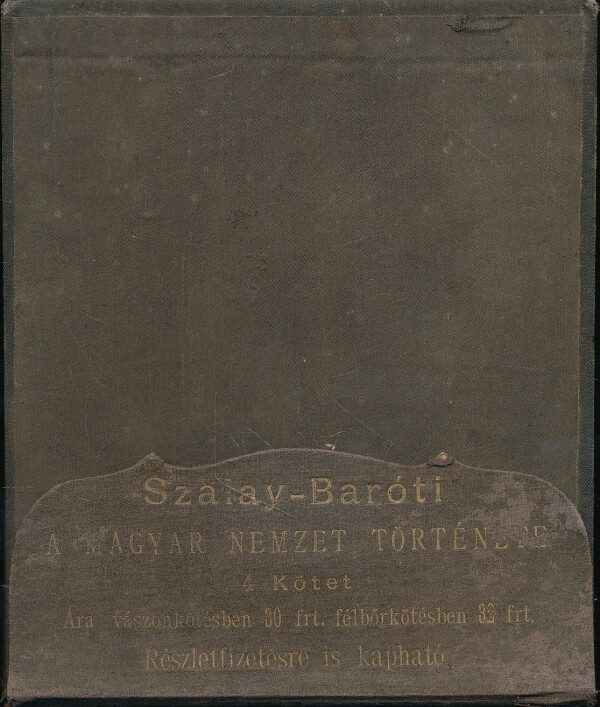 Szalay-Baróti
A MAGYAR NEMZET TÖRTÉNETE
4 Kötet
Ára vászonkötésben 30 frt. félbőrkötésben 32 frt.
Részletfizetésre is kapható